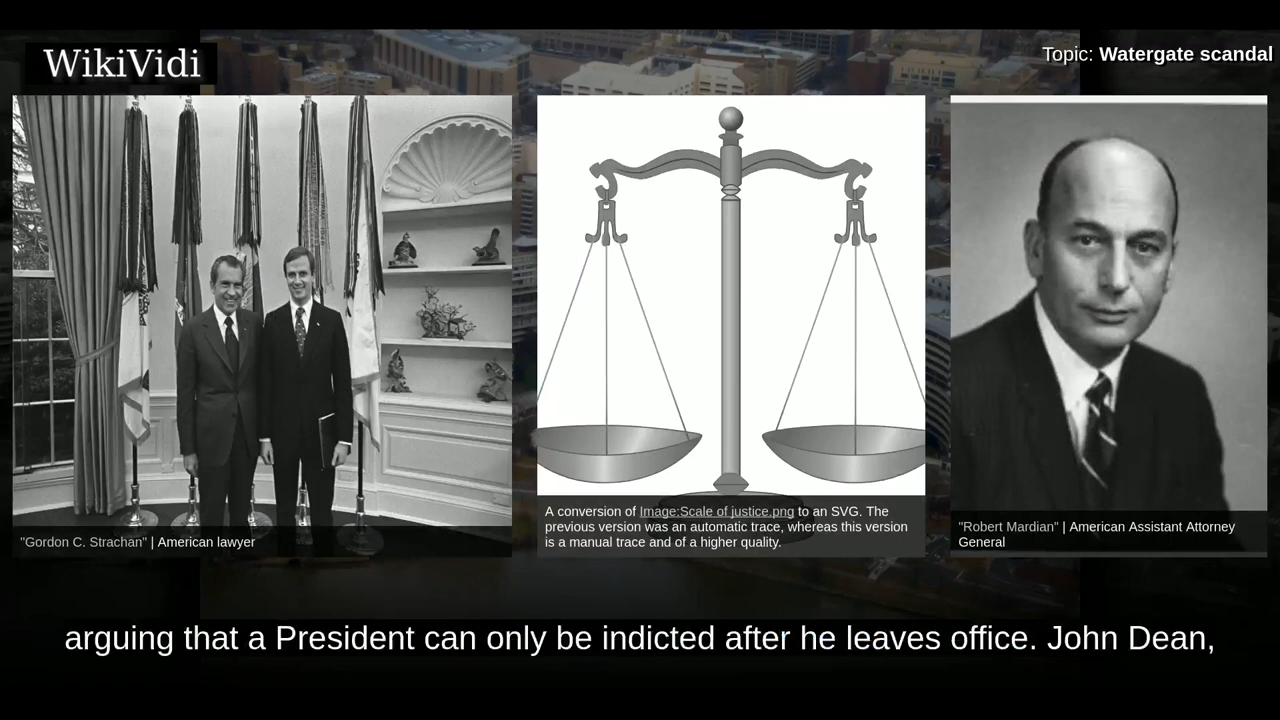 WikiVidi
Topic: Watergate scandal
"Gordon C. Strachan" | American lawyer
A conversion of Image:Scale of justice.png to an SVG. The
previous version was an automatic trace, whereas this version
is a manual trace and of a higher quality.
"Robert Mardian" | American Assistant Attorney
General
arguing that a President can only be indicted after he leaves office. John Dean,